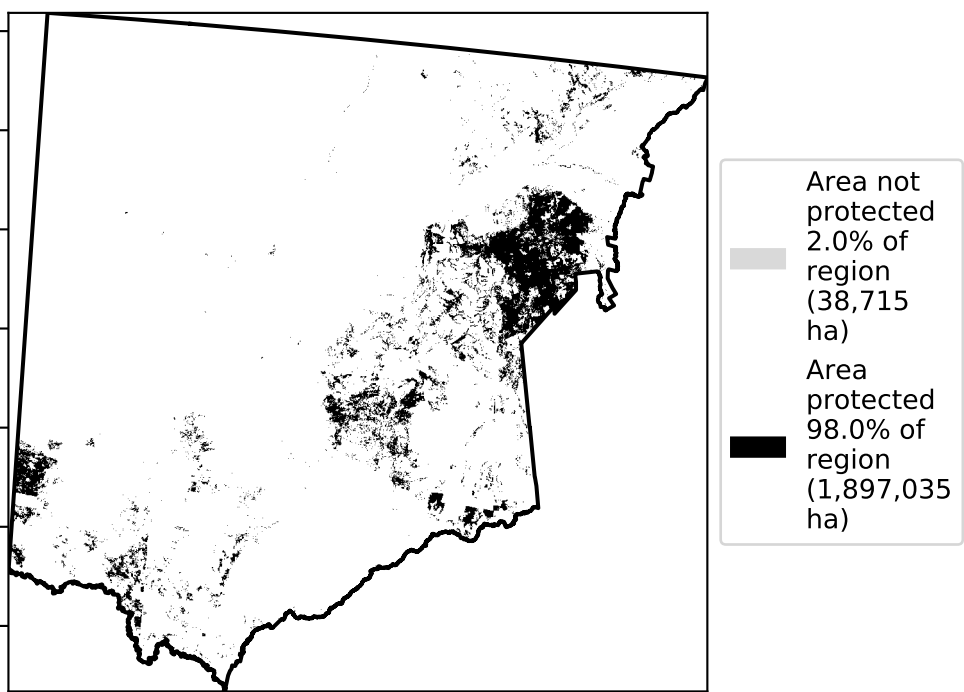 Area not
protected
2.0% of
region
(38,715
ha)
Area
protected
98.0% of
region
(1,897,035
ha)